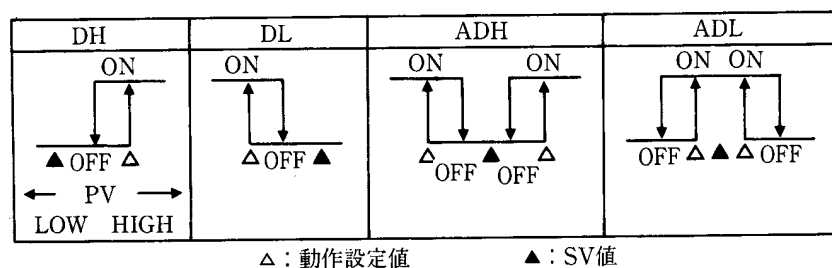 DH DL ADH ADL
ON ON ON ON ON ON
▲ OFF △ △ OFF ▲ △ OFF ▲ OFF △ OFF △ ▲ △ OFF
← PV →
LOW HIGH
△：動作設定値 ▲：SV値